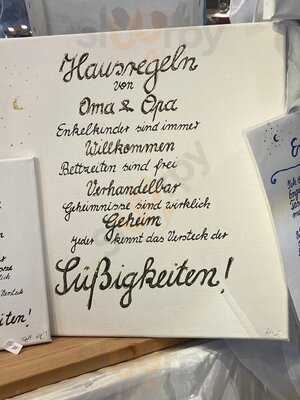 Hausregeln
von
Oma & Opa
Enkelkinder sind immer
Willkommen
Bettzeiten sind frei
Verhandelbar
Geheimnisse sind wirklich
Geheim
Jeder kennt das Versteck der
Süßigkeiten!
iten!